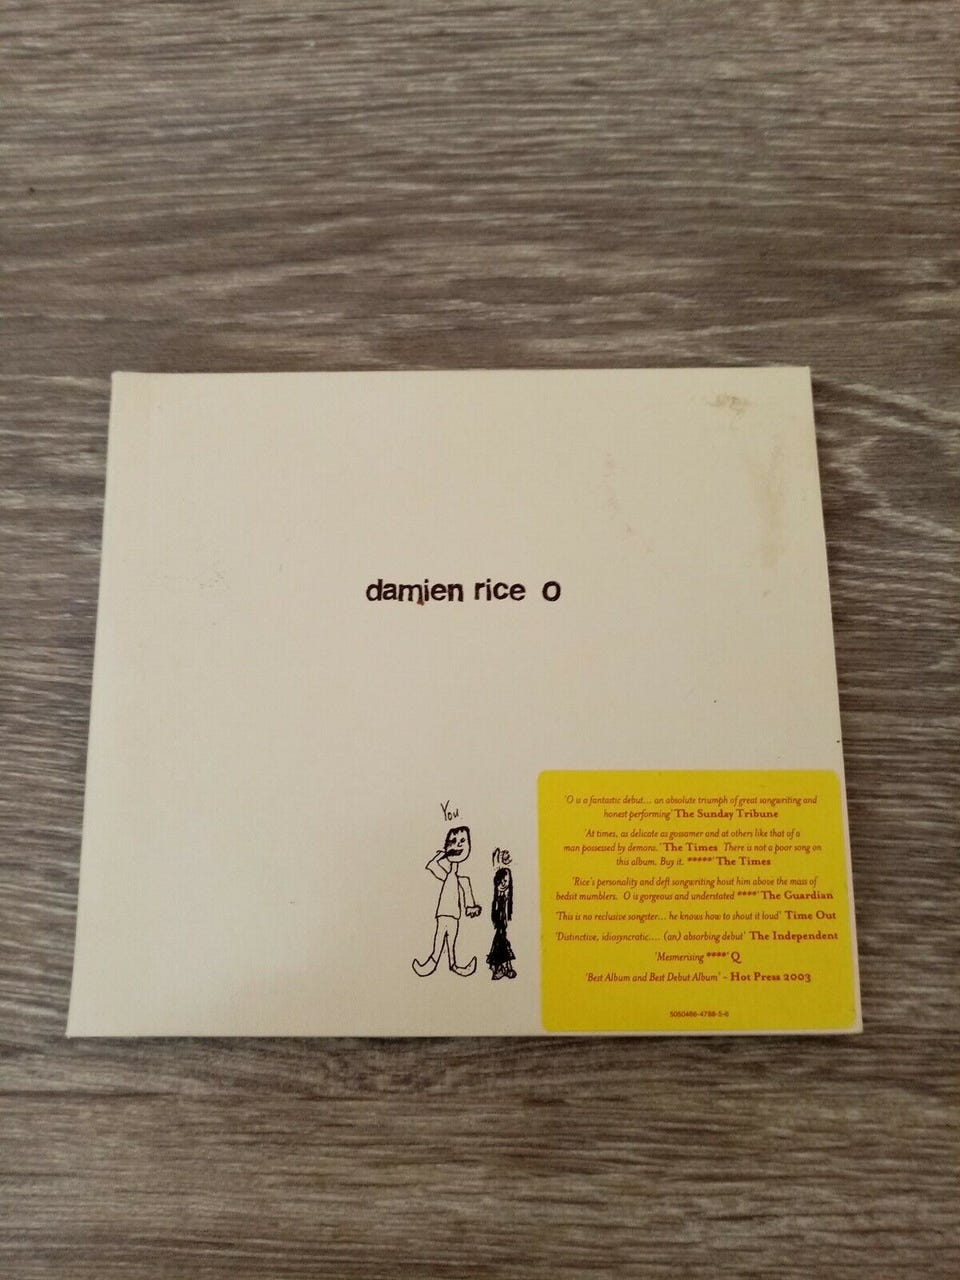 damien rice O
You
me
'O is a fantastic debut... an absolute triumph of great songwriting and
honest performing' The Sunday Tribune
'At times, as delicate as gossamer and at others like that of a
man possessed by demons.' The Times There is not a poor song on
this album. Buy it. *****' The Times
'Rice's personality and deft songwriting hoist him above the mass of
bedsit mumblers. O is gorgeous and understated ****' The Guardian
'This is no reclusive songster... he knows how to shout it loud' Time Out
'Distinctive, idiosyncratic.... (an) absorbing debut' The Independent
'Mesmerising ****' Q
'Best Album and Best Debut Album' – Hot Press 2003
5050466-4788-5-6